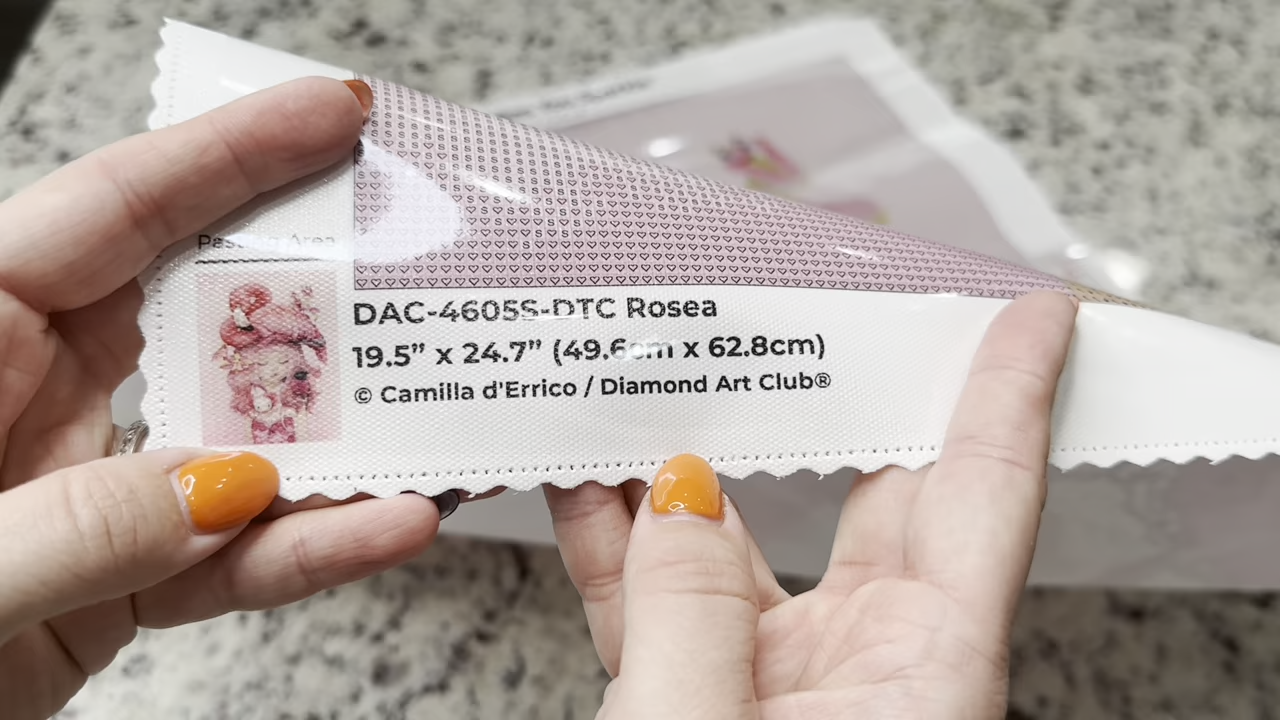 Pasting Area
DAC-4605S-DTC Rosea
19.5” x 24.7” (49.6cm x 62.8cm)
© Camilla d'Errico / Diamond Art Club®